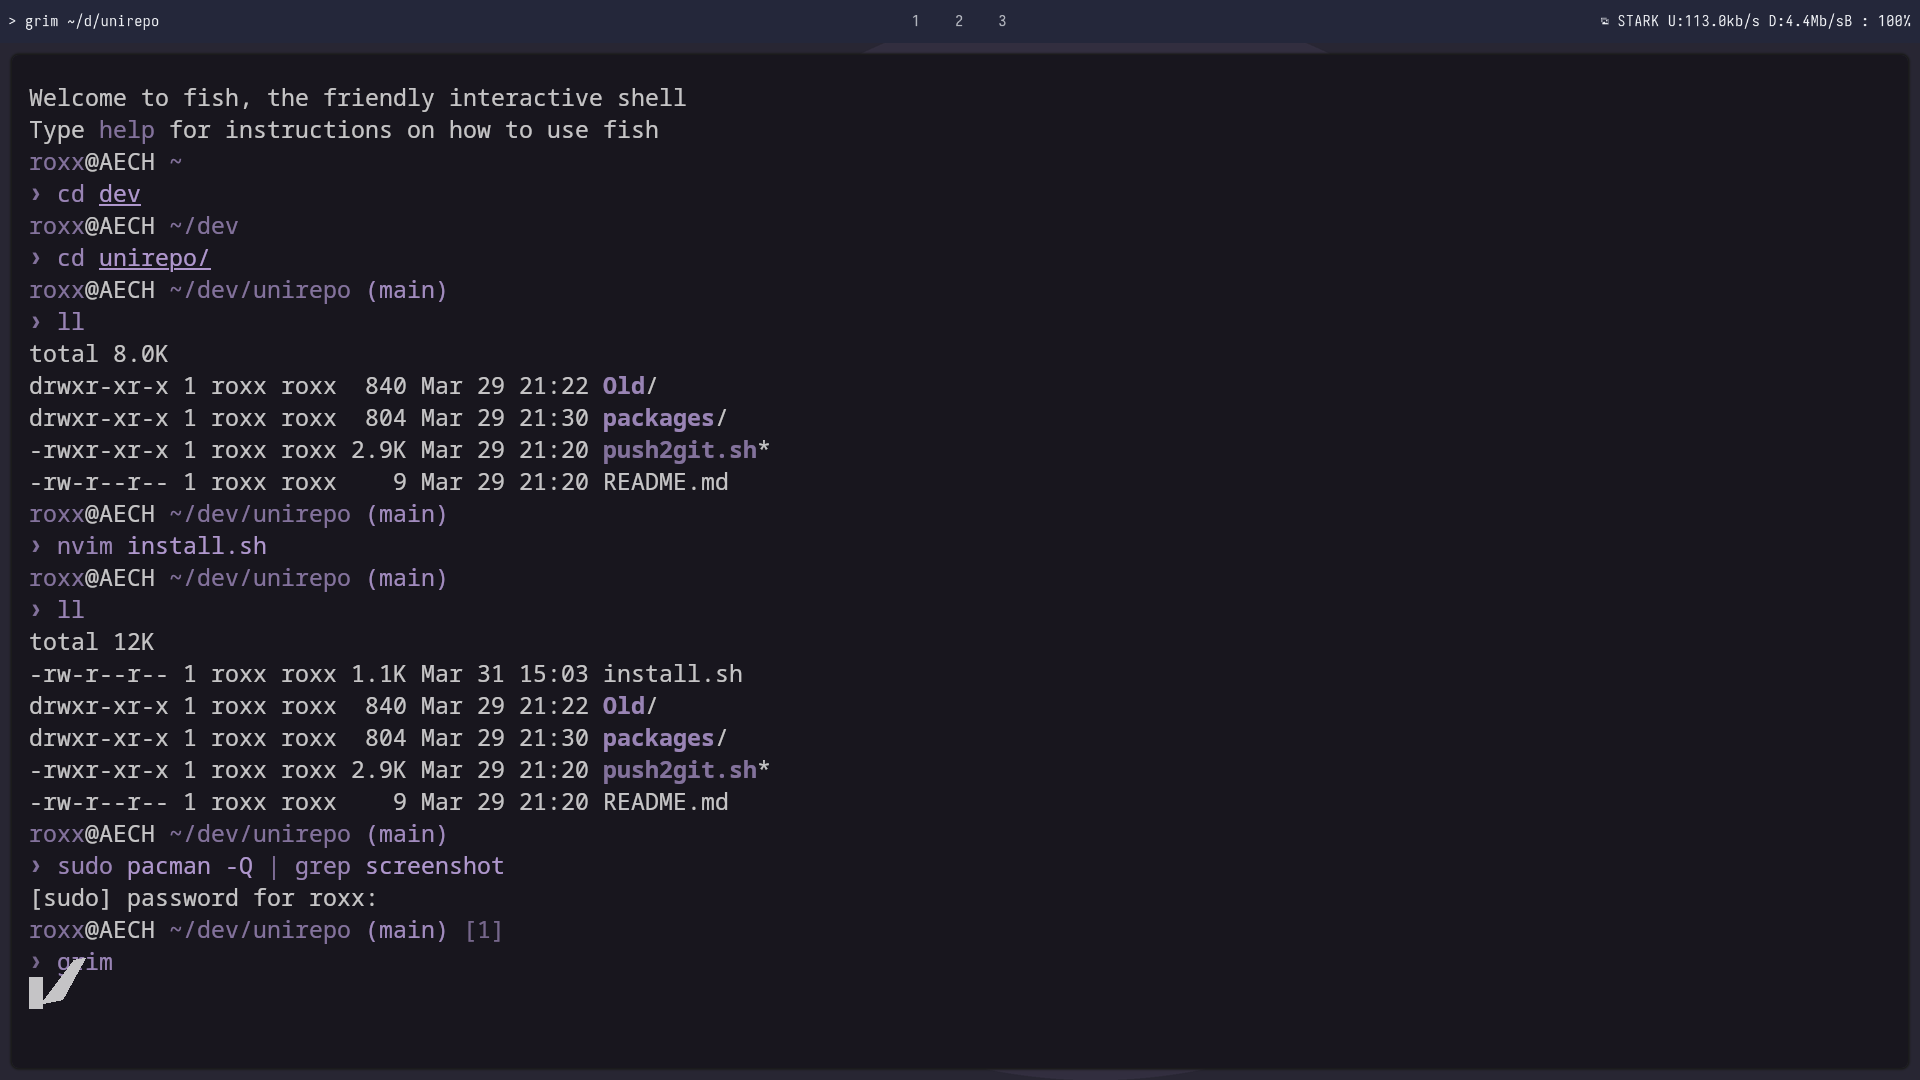 > grim ~/d/unirepo
1 2 3
STARK U:113.0kb/s D:4.4Mb/sB : 100%
Welcome to fish, the friendly interactive shell
Type help for instructions on how to use fish
roxx@AECH ~
› cd dev
roxx@AECH ~/dev
› cd unirepo/
roxx@AECH ~/dev/unirepo (main)
› ll
total 8.0K
drwxr-xr-x 1 roxx roxx  840 Mar 29 21:22 Old/
drwxr-xr-x 1 roxx roxx  804 Mar 29 21:30 packages/
-rwxr-xr-x 1 roxx roxx 2.9K Mar 29 21:20 push2git.sh*
-rw-r--r-- 1 roxx roxx    9 Mar 29 21:20 README.md
roxx@AECH ~/dev/unirepo (main)
› nvim install.sh
roxx@AECH ~/dev/unirepo (main)
› ll
total 12K
-rw-r--r-- 1 roxx roxx 1.1K Mar 31 15:03 install.sh
drwxr-xr-x 1 roxx roxx  840 Mar 29 21:22 Old/
drwxr-xr-x 1 roxx roxx  804 Mar 29 21:30 packages/
-rwxr-xr-x 1 roxx roxx 2.9K Mar 29 21:20 push2git.sh*
-rw-r--r-- 1 roxx roxx    9 Mar 29 21:20 README.md
roxx@AECH ~/dev/unirepo (main)
› sudo pacman -Q | grep screenshot
[sudo] password for roxx:
roxx@AECH ~/dev/unirepo (main) [1]
› grim